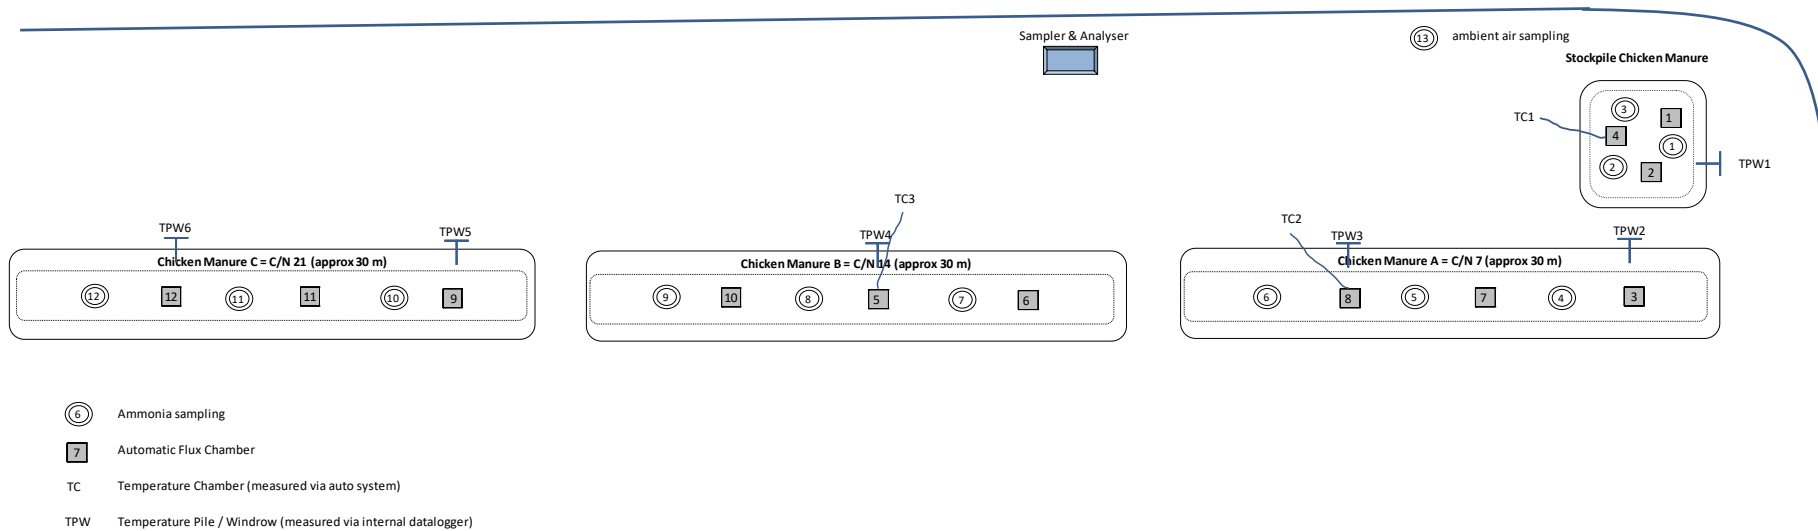 Sampler & Analyser
13 ambient air sampling
Stockpile Chicken Manure
3
1
TC1
4
1
2
2
TPW1
TC3
TC2
TPW6
TPW5
TPW4
TPW3
TPW2
Chicken Manure C = C/N 21 (approx 30 m)
Chicken Manure B = C/N 14 (approx 30 m)
Chicken Manure A = C/N 7 (approx 30 m)
12 12 11 11 10 9
9 10 8 5 7 6
6 8 5 7 4 3
6 Ammonia sampling
7 Automatic Flux Chamber
TC Temperature Chamber (measured via auto system)
TPW Temperature Pile / Windrow (measured via internal datalogger)